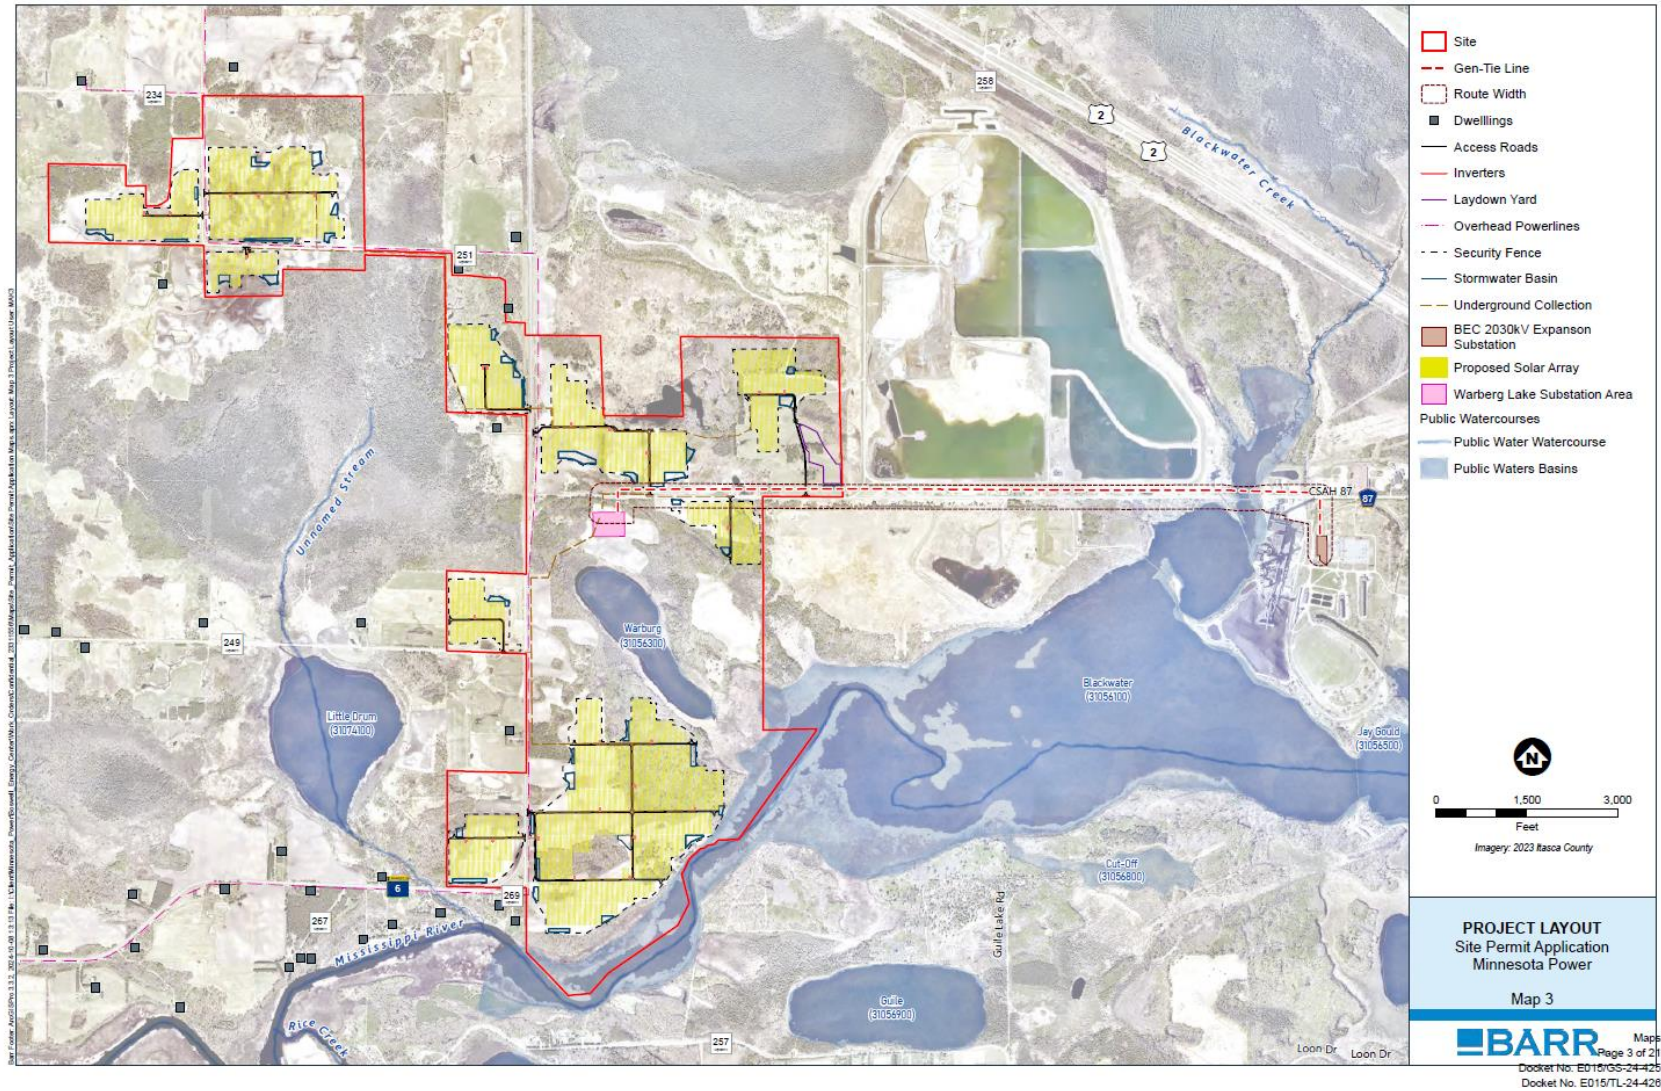 234
251
258
2
2
Blackwater Creek
Unnamed Stream
249
Little Drum
(31074100)
Warburg
(31056300)
CSAH 87
87
Blackwater
(31056100)
Jay Gould
(31056500)
Cut-Off
(31056800)
6
269
267
Mississippi River
Rice Creek
Guile Lake Rd
Guile
(31056900)
257
Loon Dr
Loon Dr
Site
Gen-Tie Line
Route Width
Dwelllings
Access Roads
Inverters
Laydown Yard
Overhead Powerlines
Security Fence
Stormwater Basin
Underground Collection
BEC 2030kV Expanson
Substation
Proposed Solar Array
Warberg Lake Substation Area
Public Watercourses
Public Water Watercourse
Public Waters Basins
N
0 1,500 3,000
Feet
Imagery: 2023 Itasca County
PROJECT LAYOUT
Site Permit Application
Minnesota Power
Map 3
BARR
Maps
Page 3 of 21
Docket No. E015/GS-24-425
Docket No. E015/TL-24-426